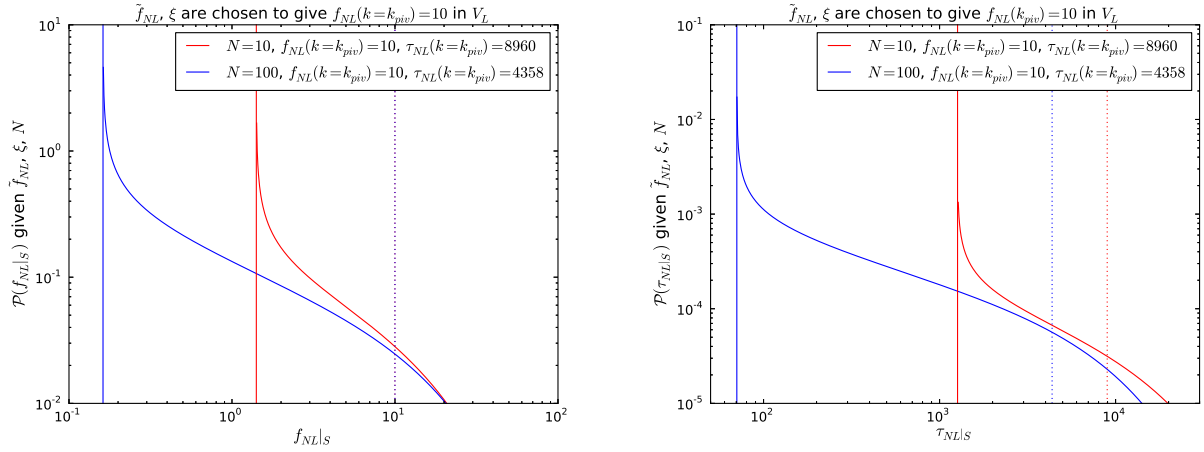 f̃_NL, ξ are chosen to give f_NL(k=k_piv)=10 in V_L
N=10, f_NL(k=k_piv)=10, τ_NL(k=k_piv)=8960
N=100, f_NL(k=k_piv)=10, τ_NL(k=k_piv)=4358
P(f_NL|_S) given f̃_NL, ξ, N
10^1
10^0
10^-1
10^-2
10^-1 10^0 10^1 10^2
f_NL|_S
f̃_NL, ξ are chosen to give f_NL(k_piv)=10 in V_L
N=10, f_NL(k=k_piv)=10, τ_NL(k=k_piv)=8960
N=100, f_NL(k=k_piv)=10, τ_NL(k=k_piv)=4358
P(τ_NL|_S) given f̃_NL, ξ, N
10^-1
10^-2
10^-3
10^-4
10^-5
10^2 10^3 10^4
τ_NL|_S